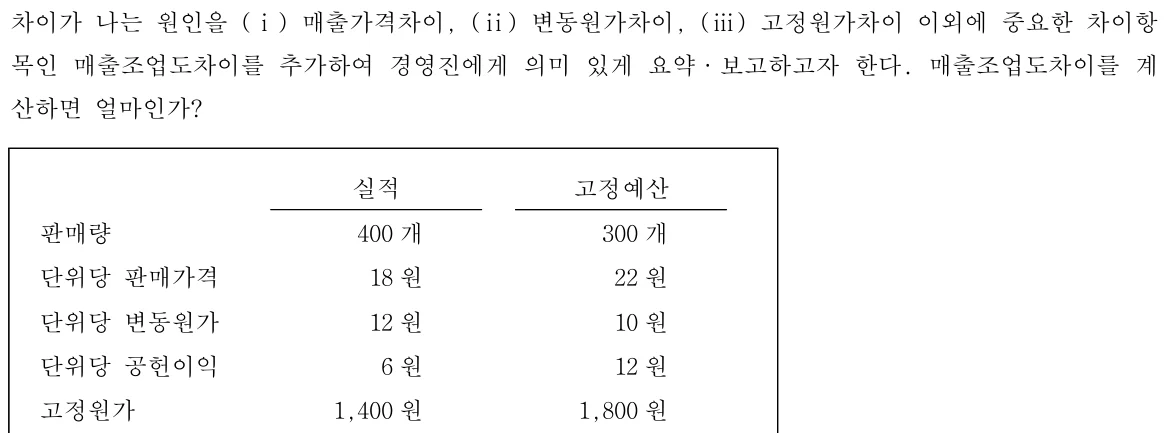 차이가 나는 원인을 (ⅰ) 매출가격차이, (ⅱ) 변동원가차이, (ⅲ) 고정원가차이 이외에 중요한 차이항
목인 매출조업도차이를 추가하여 경영진에게 의미 있게 요약·보고하고자 한다. 매출조업도차이를 계
산하면 얼마인가?
실적 고정예산
판매량 400 개 300 개
단위당 판매가격 18 원 22 원
단위당 변동원가 12 원 10 원
단위당 공헌이익 6 원 12 원
고정원가 1,400 원 1,800 원